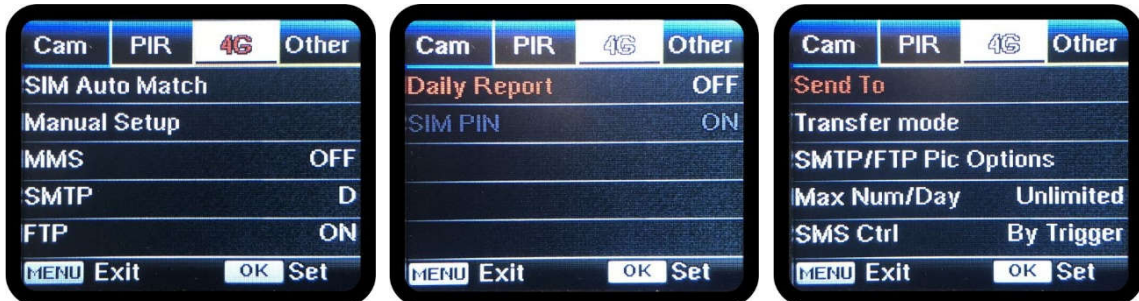 Cam PIR 4G Other
SIM Auto Match
Manual Setup
MMS OFF
SMTP D
FTP ON
MENU Exit OK Set
Cam PIR 4G Other
Daily Report OFF
SIM PIN ON
MENU Exit OK Set
Cam PIR 4G Other
Send To
Transfer mode
SMTP/FTP Pic Options
Max Num/Day Unlimited
SMS Ctrl By Trigger
MENU Exit OK Set